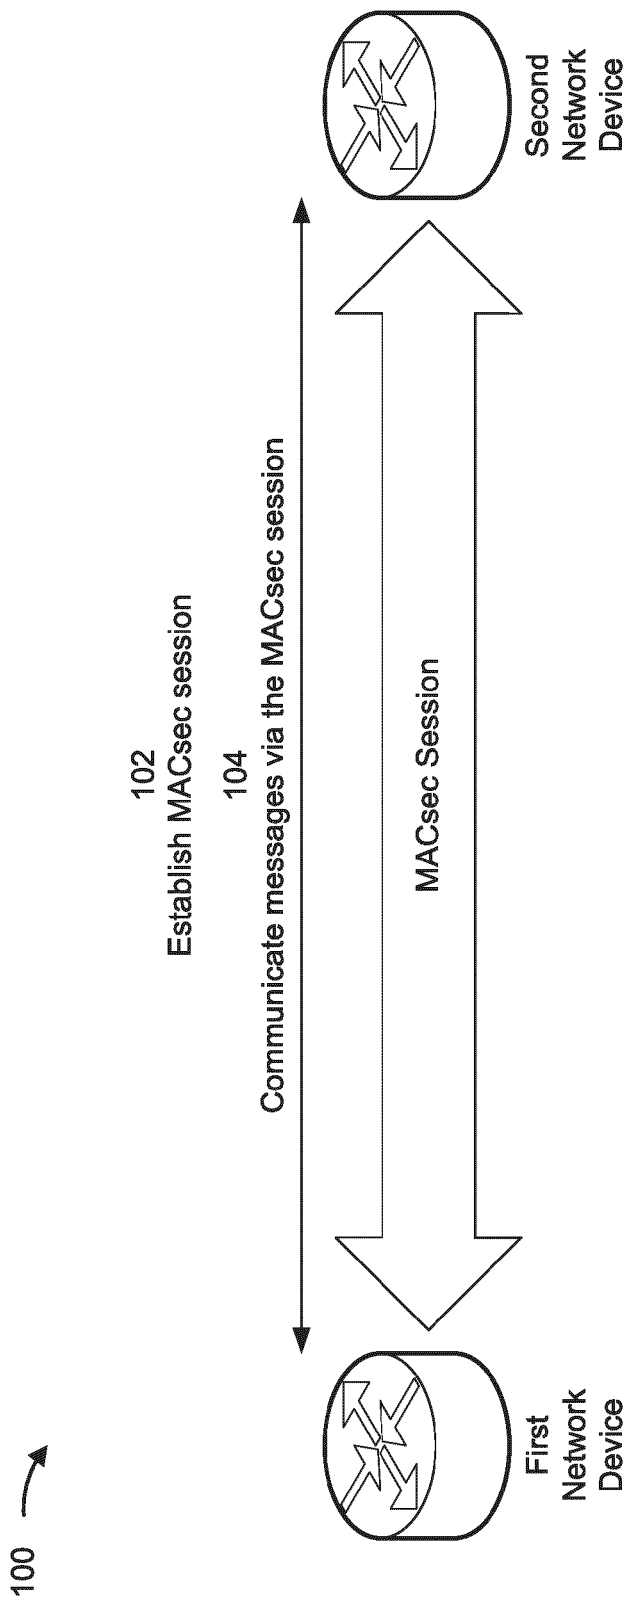 100
102
Establish MACsec session
104
Communicate messages via the MACsec session
MACsec Session
First
Network
Device
Second
Network
Device